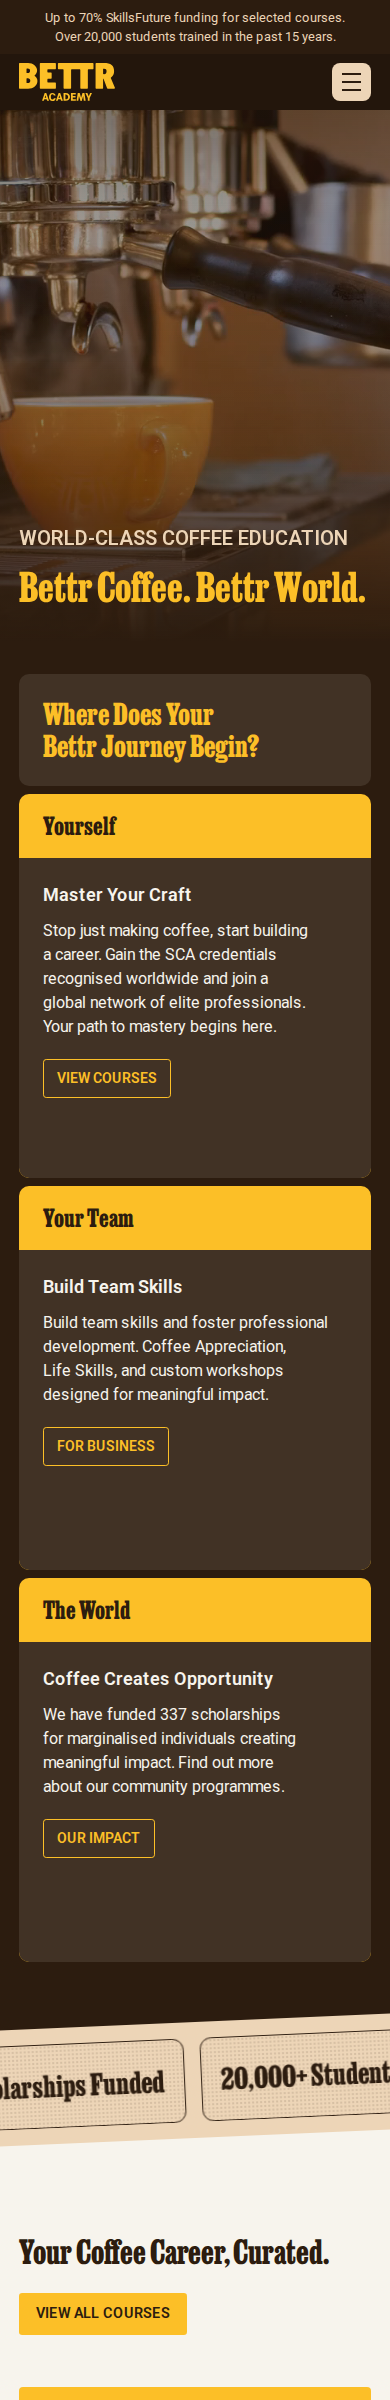 Up to 70% SkillsFuture funding for selected courses.
Over 20,000 students trained in the past 15 years.
BETTR
ACADEMY
WORLD-CLASS COFFEE EDUCATION
Bettr Coffee. Bettr World.
Where Does Your
Bettr Journey Begin?
Yourself
Master Your Craft
Stop just making coffee, start building
a career. Gain the SCA credentials
recognised worldwide and join a
global network of elite professionals.
Your path to mastery begins here.
VIEW COURSES
Your Team
Build Team Skills
Build team skills and foster professional
development. Coffee Appreciation,
Life Skills, and custom workshops
designed for meaningful impact.
FOR BUSINESS
The World
Coffee Creates Opportunity
We have funded 337 scholarships
for marginalised individuals creating
meaningful impact. Find out more
about our community programmes.
OUR IMPACT
olarships Funded
20,000+ Student
Your Coffee Career, Curated.
VIEW ALL COURSES